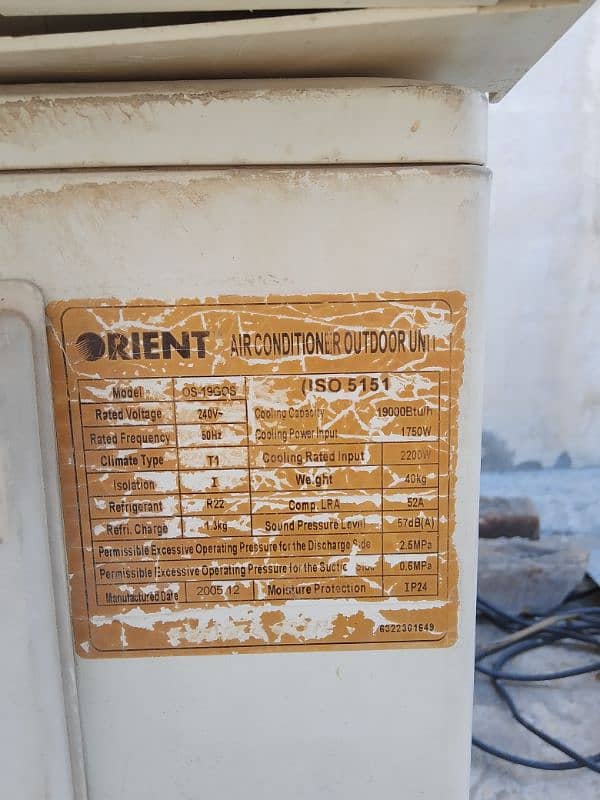 ORIENT AIR CONDITIONER OUTDOOR UNIT
Model OS-19GOS (ISO 5151
Rated Voltage 240V~ Cooling Capacity 19000Btu/h
Rated Frequency 50Hz Cooling Power Input 1750W
Climate Type T1 Cooling Rated Input 2200W
Isolation I Weight 40kg
Refrigerant R22 Comp. LRA 52A
Refri. Charge 1.3kg Sound Pressure Level 57dB(A)
Permissible Excessive Operating Pressure for the Discharge Side 2.5MPa
Permissible Excessive Operating Pressure for the Suction Side 0.6MPa
Manufactured Date 2005.12 Moisture Protection IP24
6322301649